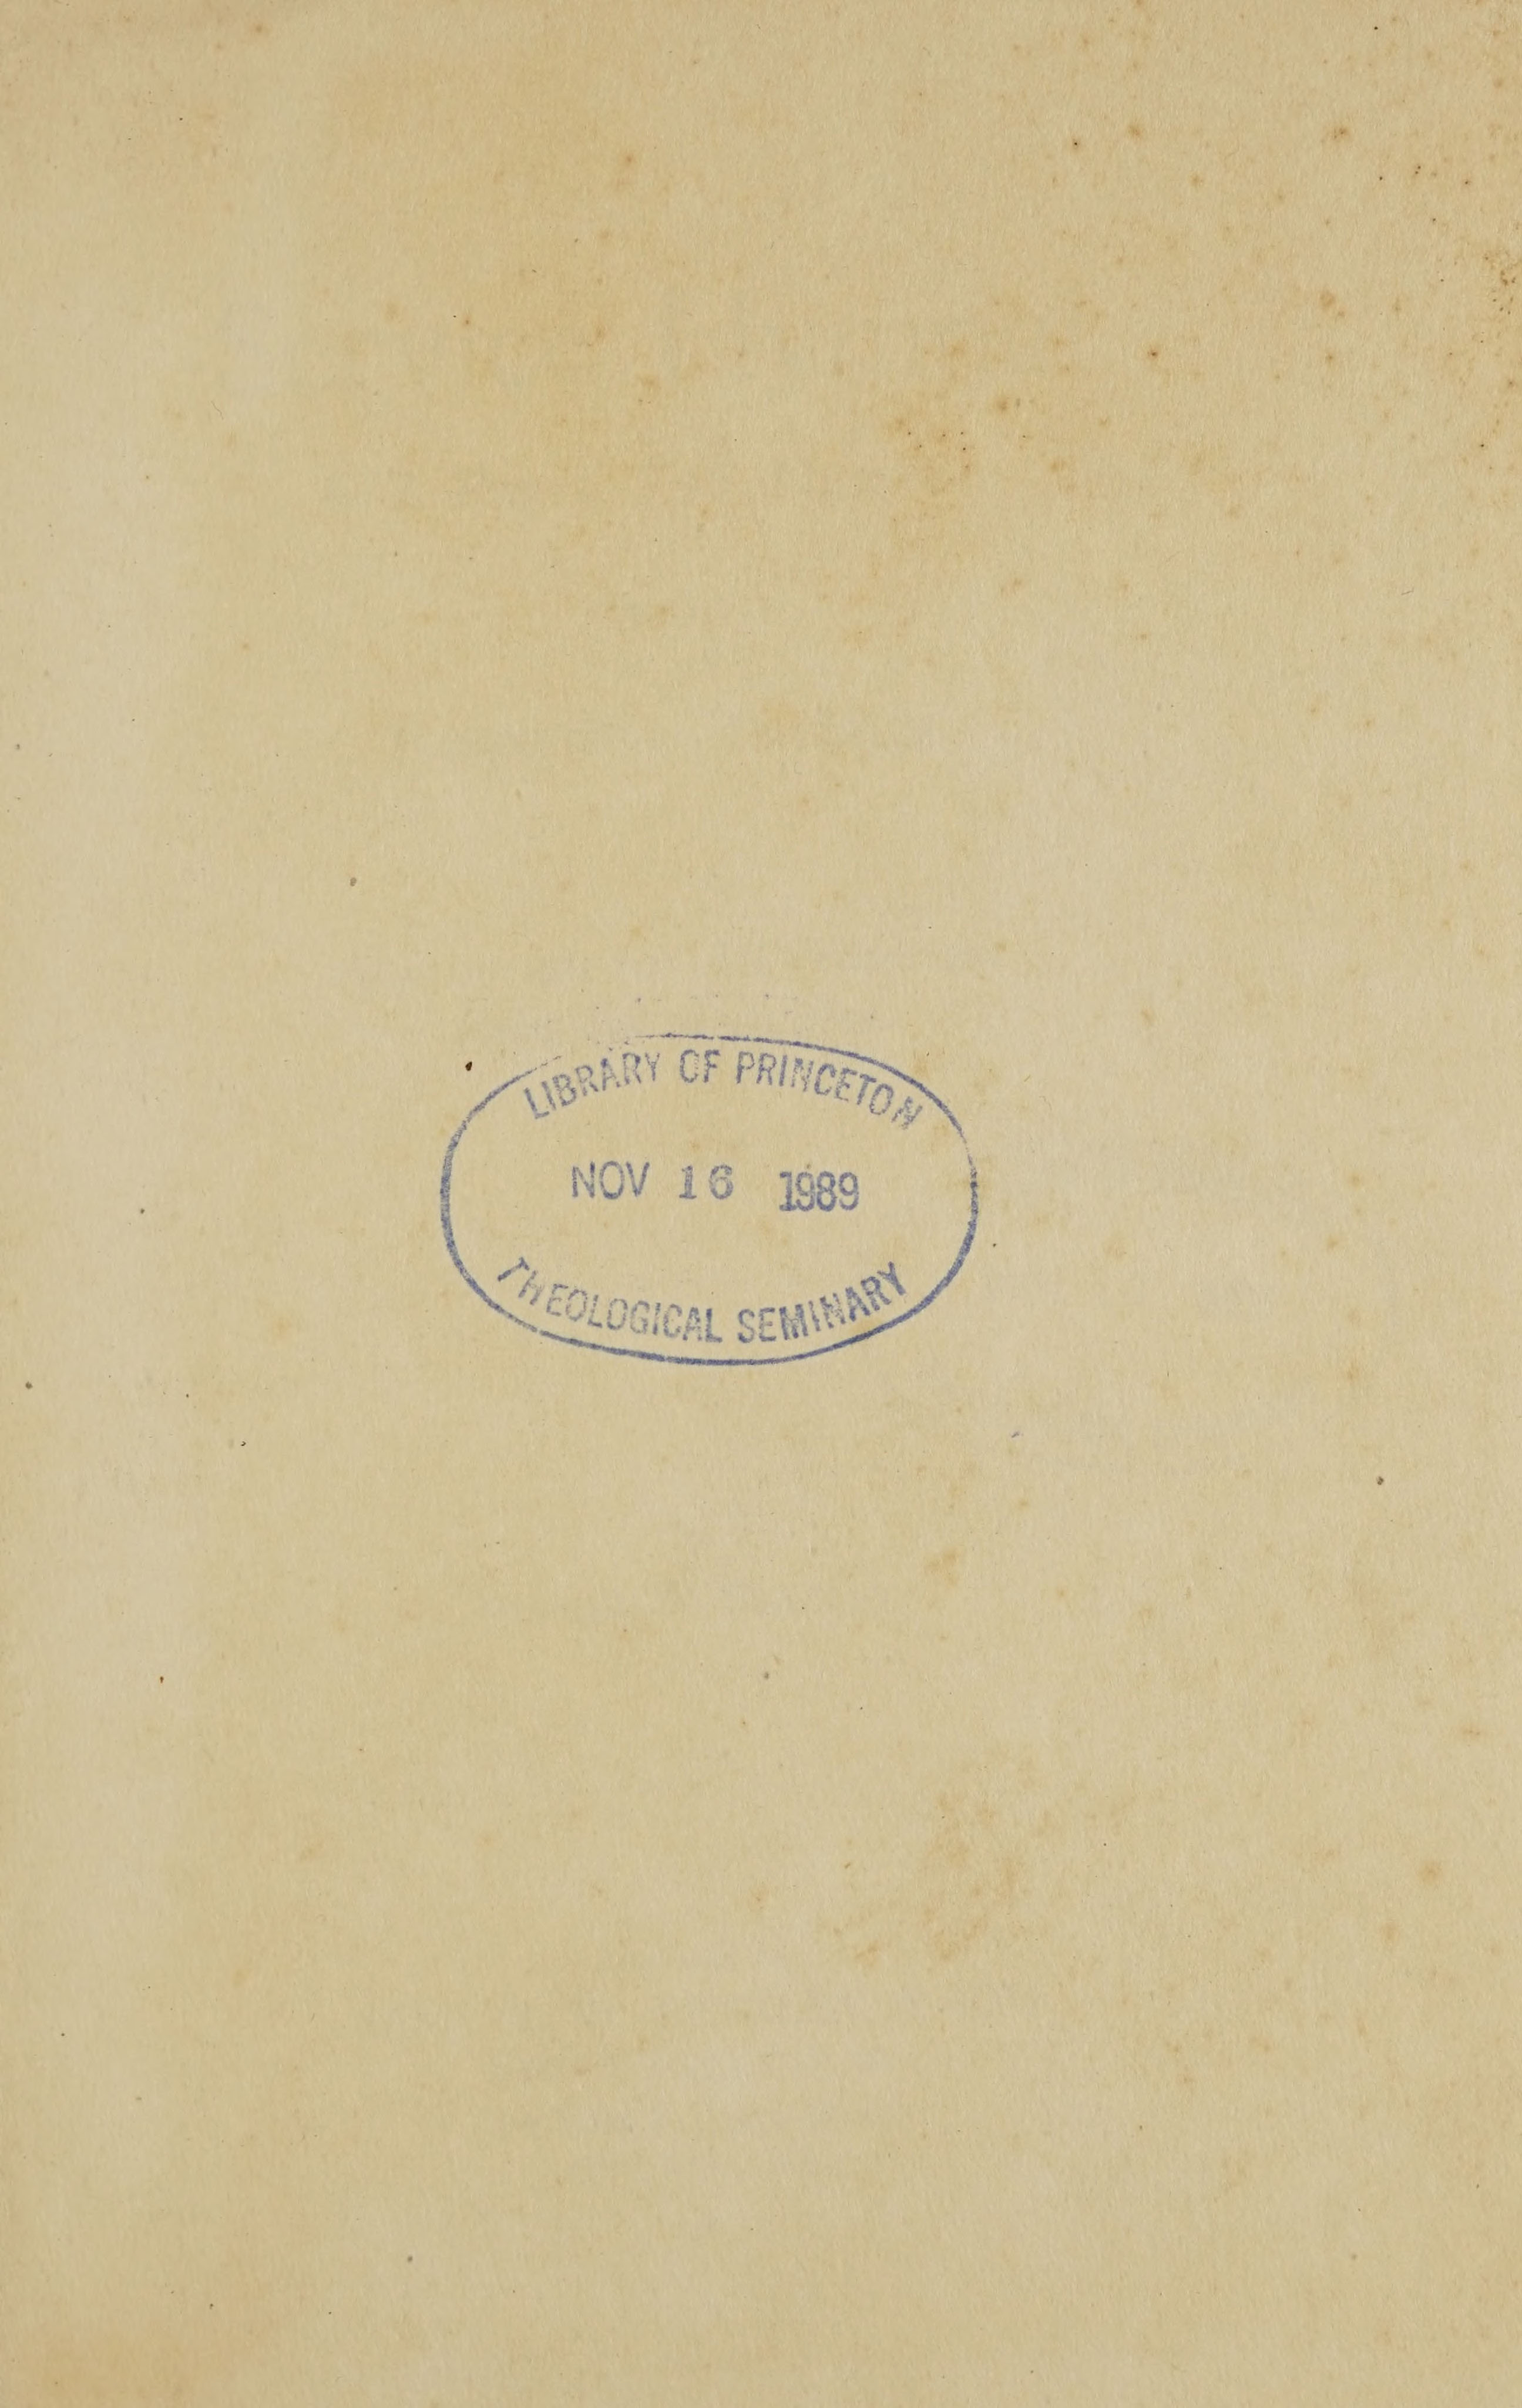 LIBRARY OF PRINCETON
NOV 16 1989
THEOLOGICAL SEMINARY